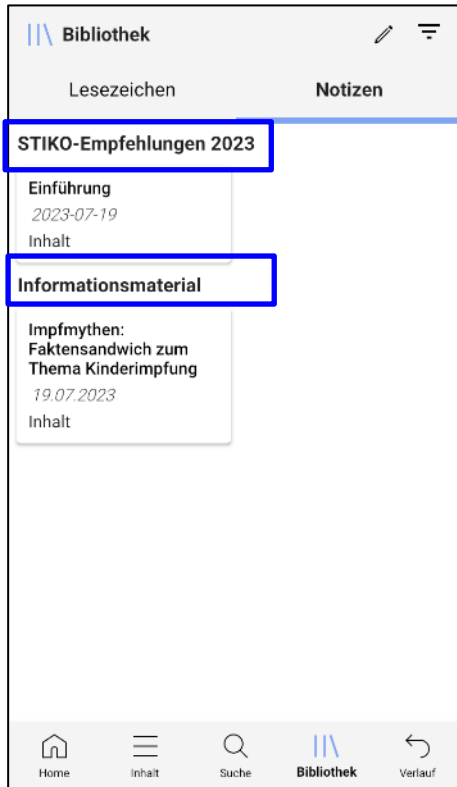 Bibliothek
Lesezeichen
Notizen
STIKO-Empfehlungen 2023
Einführung
2023-07-19
Inhalt
Informationsmaterial
Impfmythen:
Faktensandwich zum
Thema Kinderimpfung
19.07.2023
Inhalt
Home
Inhalt
Suche
Bibliothek
Verlauf